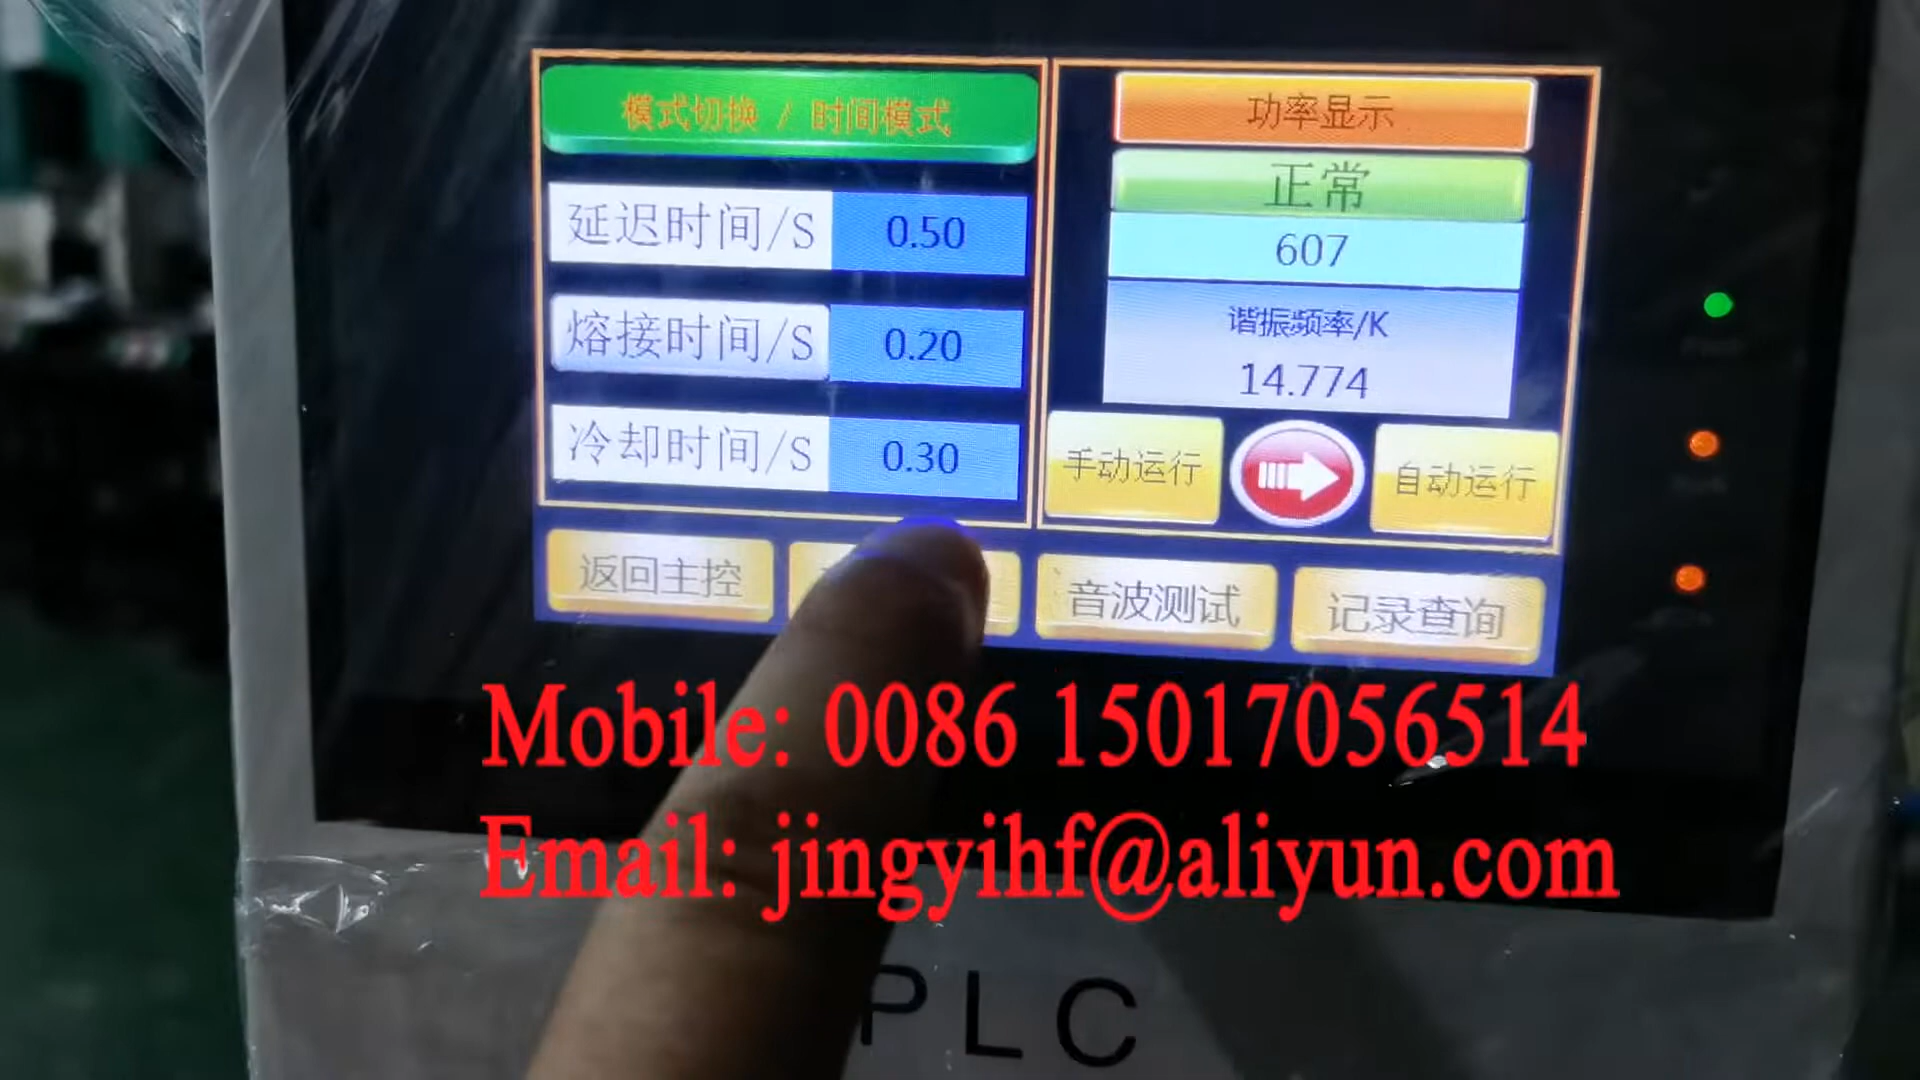 模式切换 / 时间模式
延迟时间/S 0.50
熔接时间/S 0.20
冷却时间/S 0.30
功率显示
正常
607
谐振频率/K
14.774
手动运行
自动运行
返回主控
音波测试
记录查询
Mobile: 0086 15017056514
Email: jingyihf@aliyun.com
PLC